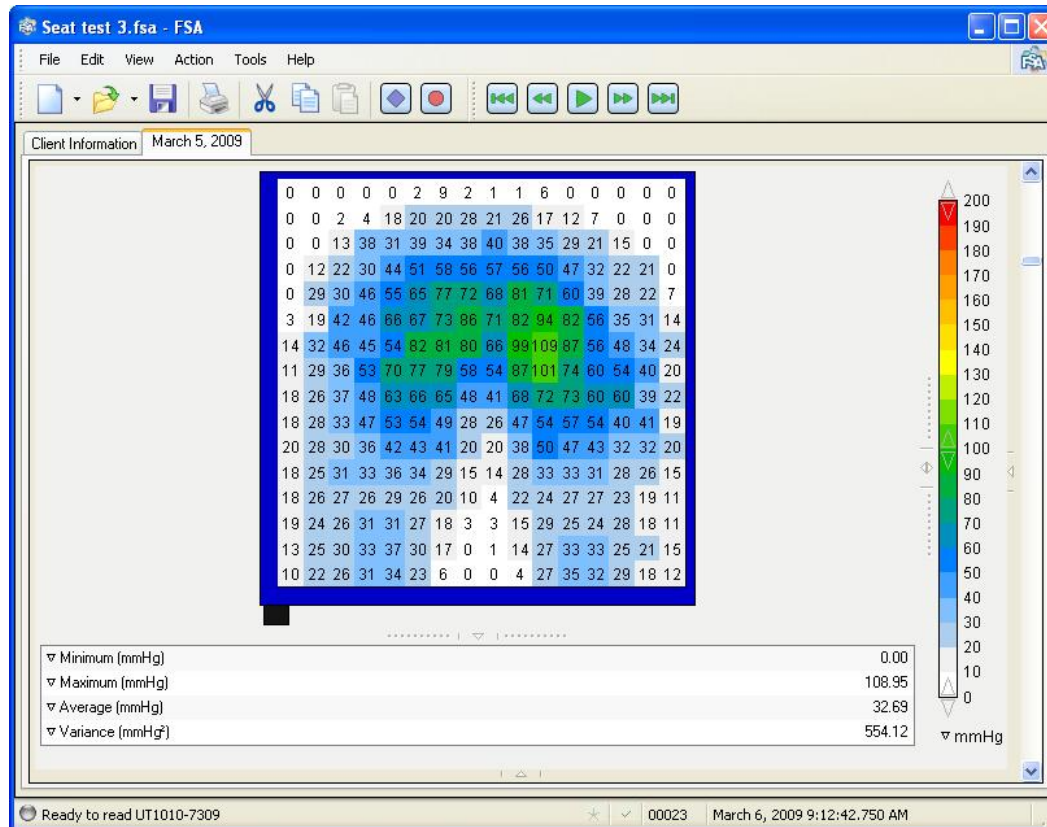 Seat test 3.fsa - FSA
File Edit View Action Tools Help
FSA
Client Information March 5, 2009
0 0 0 0 0 2 9 2 1 1 6 0 0 0 0 0
0 0 2 4 18 20 20 28 21 26 17 12 7 0 0 0
0 0 13 38 31 39 34 38 40 38 35 29 21 15 0 0
0 12 22 30 44 51 58 56 57 56 50 47 32 22 21 0
0 29 30 46 55 65 77 72 68 81 71 60 39 28 22 7
3 19 42 46 66 67 73 86 71 82 94 82 56 35 31 14
14 32 46 45 54 82 81 80 66 99 109 87 56 48 34 24
11 29 36 53 70 77 79 58 54 87 101 74 60 54 40 20
18 26 37 48 63 66 65 48 41 68 72 73 60 60 39 22
18 28 33 47 53 54 49 28 26 47 54 57 54 40 41 19
20 28 30 36 42 43 41 20 20 38 50 47 43 32 32 20
18 25 31 33 36 34 29 15 14 28 33 33 31 28 26 15
18 26 27 26 29 26 20 10 4 22 24 27 27 23 19 11
19 24 26 31 31 27 18 3 3 15 29 25 24 28 18 11
13 25 30 33 37 30 17 0 1 14 27 33 33 25 21 15
10 22 26 31 34 23 6 0 0 4 27 35 32 29 18 12
200
190
180
170
160
150
140
130
120
110
100
90
80
70
60
50
40
30
20
10
0
mmHg
Minimum (mmHg) 0.00
Maximum (mmHg) 108.95
Average (mmHg) 32.69
Variance (mmHg²) 554.12
Ready to read UT1010-7309 00023 March 6, 2009 9:12:42.750 AM